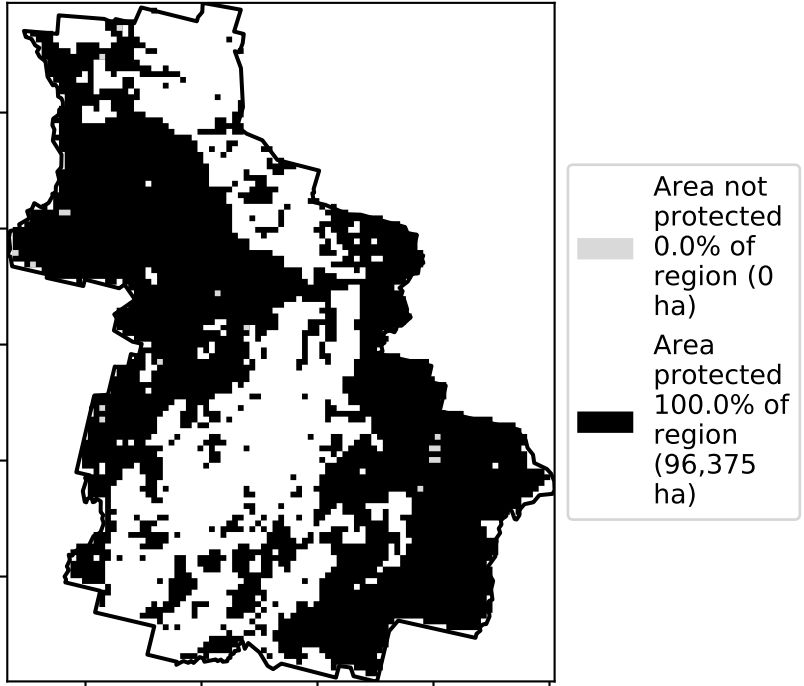 Area not
protected
0.0% of
region (0
ha)
Area
protected
100.0% of
region
(96,375
ha)